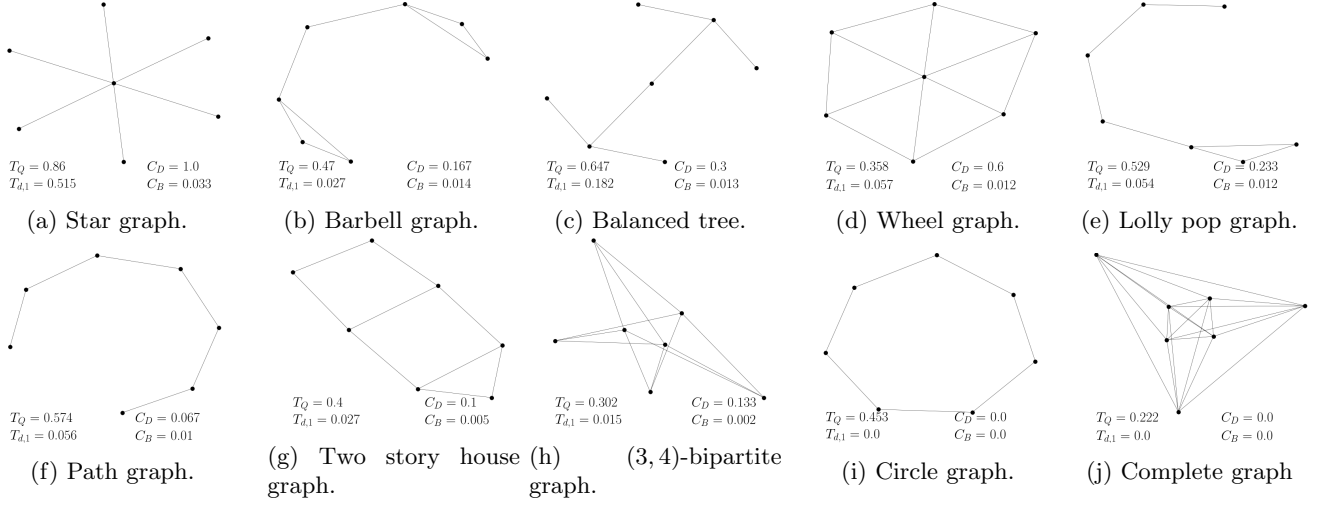 T_Q = 0.86 C_D = 1.0
T_{d,1} = 0.515 C_B = 0.033
(a) Star graph.
T_Q = 0.47 C_D = 0.167
T_{d,1} = 0.027 C_B = 0.014
(b) Barbell graph.
T_Q = 0.647 C_D = 0.3
T_{d,1} = 0.182 C_B = 0.013
(c) Balanced tree.
T_Q = 0.358 C_D = 0.6
T_{d,1} = 0.057 C_B = 0.012
(d) Wheel graph.
T_Q = 0.529 C_D = 0.233
T_{d,1} = 0.054 C_B = 0.012
(e) Lolly pop graph.
T_Q = 0.574 C_D = 0.067
T_{d,1} = 0.056 C_B = 0.01
(f) Path graph.
T_Q = 0.4 C_D = 0.1
T_{d,1} = 0.027 C_B = 0.005
(g) Two story house
graph.
T_Q = 0.302 C_D = 0.133
T_{d,1} = 0.015 C_B = 0.002
(h) (3, 4)-bipartite
graph.
T_Q = 0.453 C_D = 0.0
T_{d,1} = 0.0 C_B = 0.0
(i) Circle graph.
T_Q = 0.222 C_D = 0.0
T_{d,1} = 0.0 C_B = 0.0
(j) Complete graph